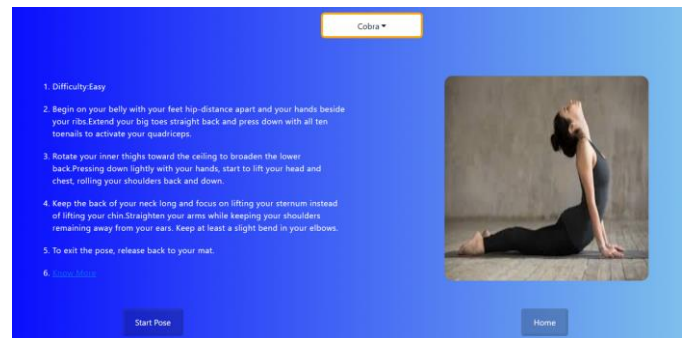 Cobra
1. Difficulty:Easy
2. Begin on your belly with your feet hip-distance apart and your hands beside
your ribs.Extend your big toes straight back and press down with all ten
toenails to activate your quadriceps.
3. Rotate your inner thighs toward the ceiling to broaden the lower
back.Pressing down lightly with your hands, start to lift your head and
chest, rolling your shoulders back and down.
4. Keep the back of your neck long and focus on lifting your sternum instead
of lifting your chin.Straighten your arms while keeping your shoulders
remaining away from your ears. Keep at least a slight bend in your elbows.
5. To exit the pose, release back to your mat.
6. Know More
Start Pose
Home